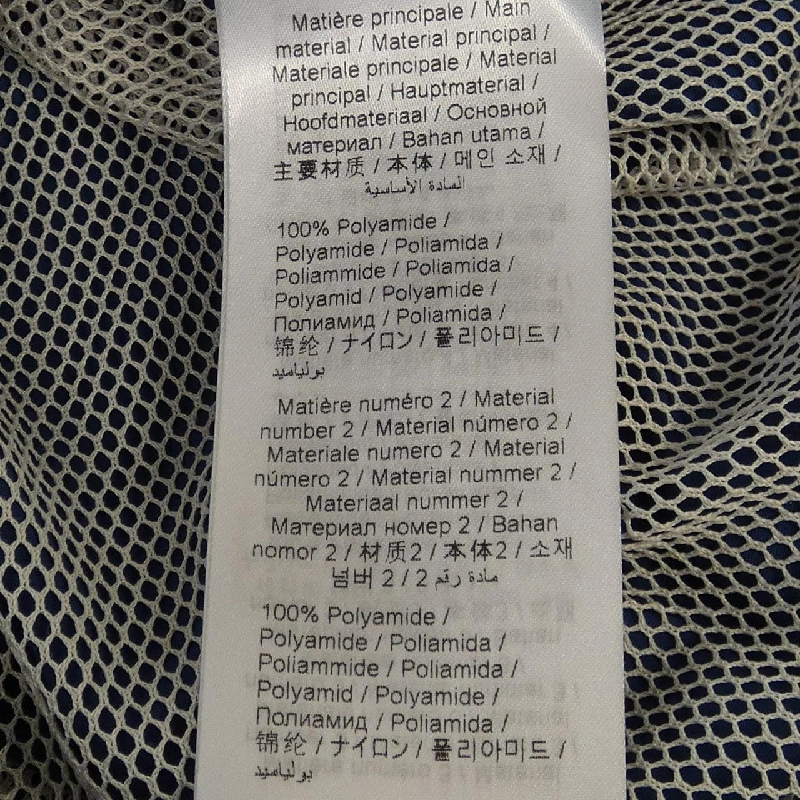 Matière principale / Main
material / Material principal /
Materiale principale / Material
principal / Hauptmaterial /
Hoofdmateriaal / Основной
материал / Bahan utama /
主要材质 / 本体 / 메인 소재 /
المادة الأساسية
100% Polyamide /
Polyamide / Poliamida /
Poliammide / Poliamida /
Polyamid / Polyamide /
Полиамид / Poliamida /
锦纶 / ナイロン / 폴리아미드 /
بولياميد
Matière numéro 2 / Material
number 2 / Material número 2 /
Materiale numero 2 / Material
número 2 / Material nummer 2 /
Materiaal nummer 2 /
Материал номер 2 / Bahan
nomor 2 / 材质2 / 本体2 / 소재
넘버 2 / مادة رقم 2
100% Polyamide /
Polyamide / Poliamida /
Poliammide / Poliamida /
Polyamid / Polyamide /
Полиамид / Poliamida /
锦纶 / ナイロン / 폴리아미드 /
بولياميد